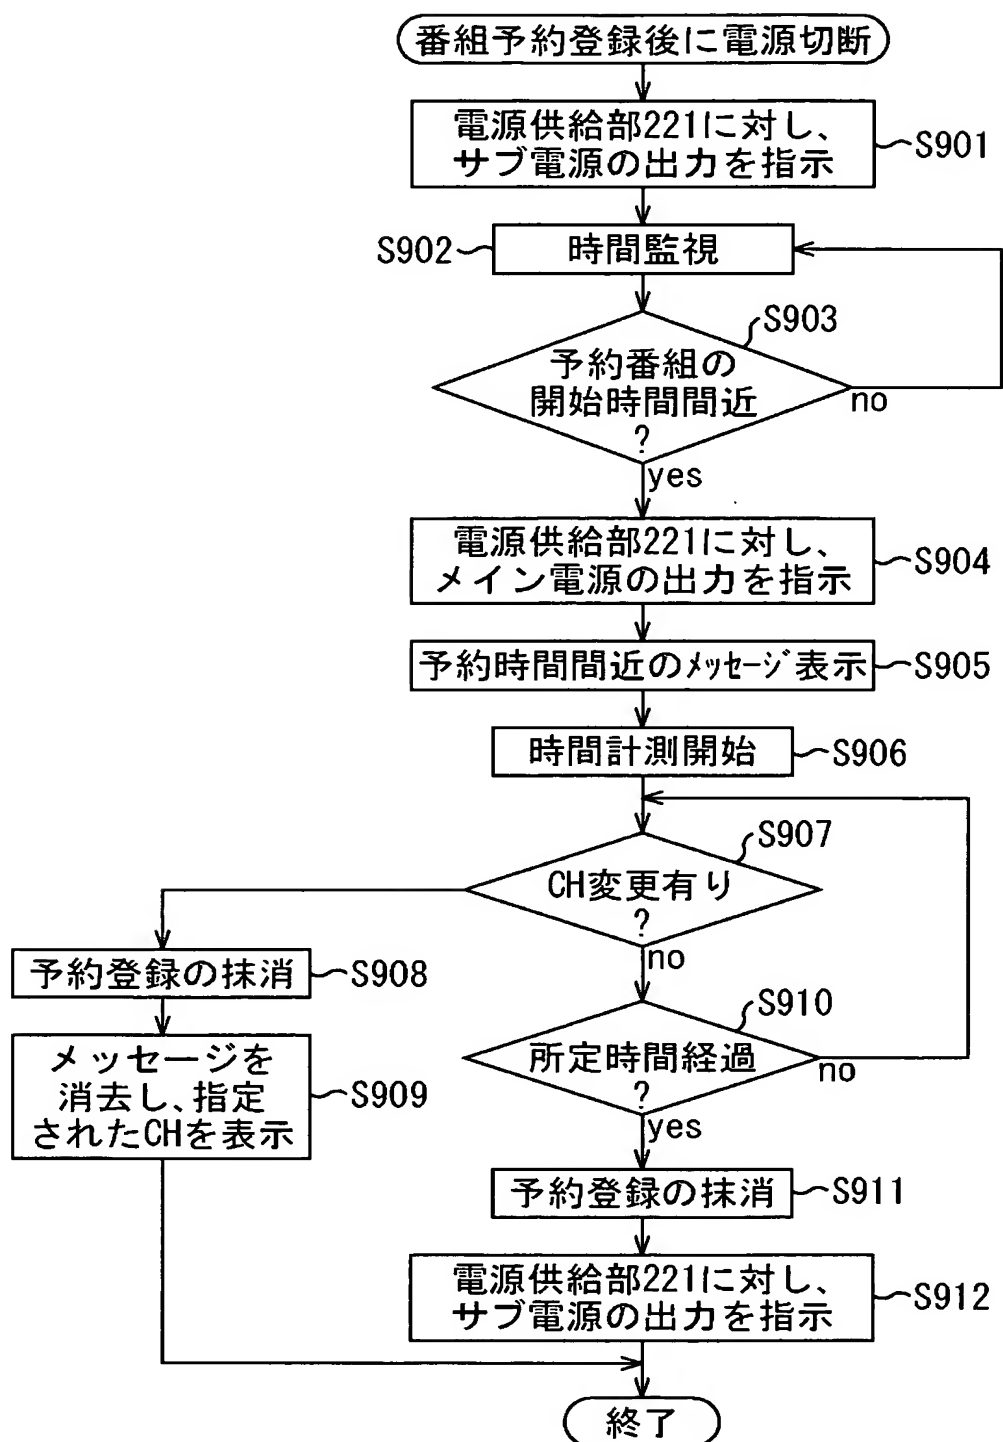 番組予約登録後に電源切断
電源供給部221に対し、
サブ電源の出力を指示
S901
S902
時間監視
S903
予約番組の
開始時間間近
?
no
yes
電源供給部221に対し、
メイン電源の出力を指示
S904
予約時間間近のメッセージ表示
S905
時間計測開始
S906
S907
CH変更有り
?
no
予約登録の抹消
S908
メッセージを
消去し、指定
されたCHを表示
S909
S910
所定時間経過
?
no
yes
予約登録の抹消
S911
電源供給部221に対し、
サブ電源の出力を指示
S912
終了